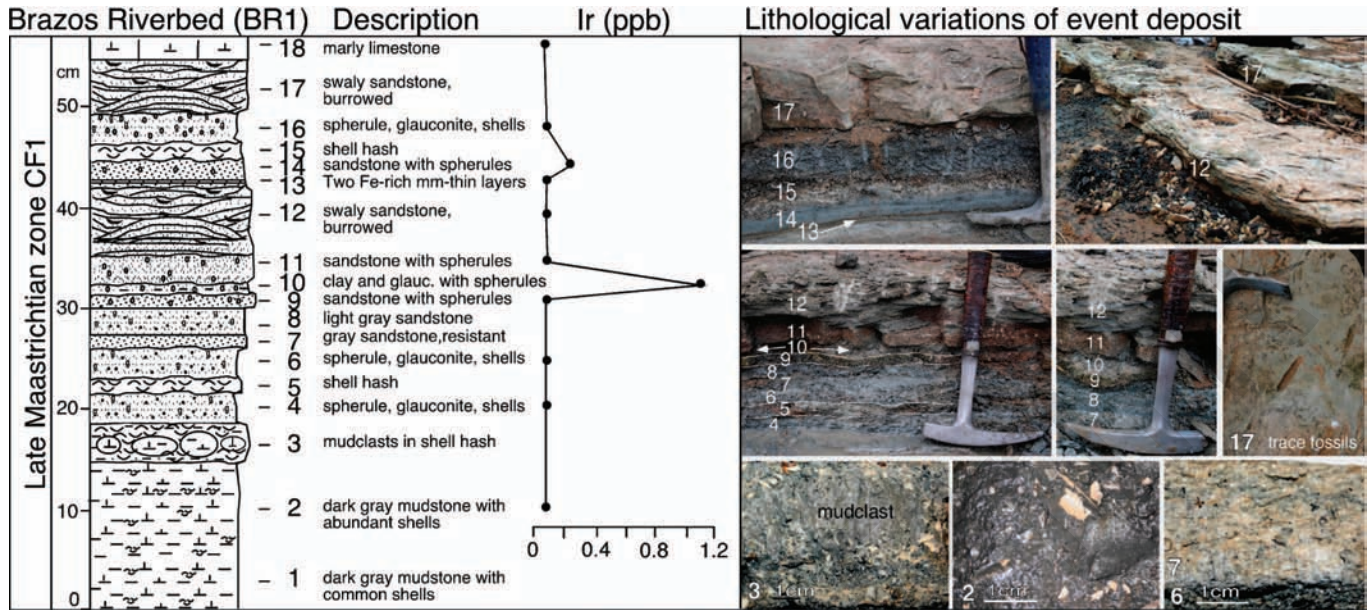 Brazos Riverbed (BR1) Description Ir (ppb) Lithological variations of event deposit
Late Maastrichtian zone CF1
cm
50
40
30
20
10
0
18 marly limestone
17 swaly sandstone,
burrowed
16 spherule, glauconite, shells
15 shell hash
14 sandstone with spherules
13 Two Fe-rich mm-thin layers
12 swaly sandstone,
burrowed
11 sandstone with spherules
10 clay and glauc. with spherules
9 sandstone with spherules
8 light gray sandstone
7 gray sandstone,resistant
6 spherule, glauconite, shells
5 shell hash
4 spherule, glauconite, shells
3 mudclasts in shell hash
2 dark gray mudstone with
abundant shells
1 dark gray mudstone with
common shells
0 0.4 0.8 1.2
17
16
15
14
13
17
12
12
11
10
9
8
7
6
5
4
12
11
10
9
8
7
17 trace fossils
mudclast
3 1cm
2 1cm
7
6 1cm